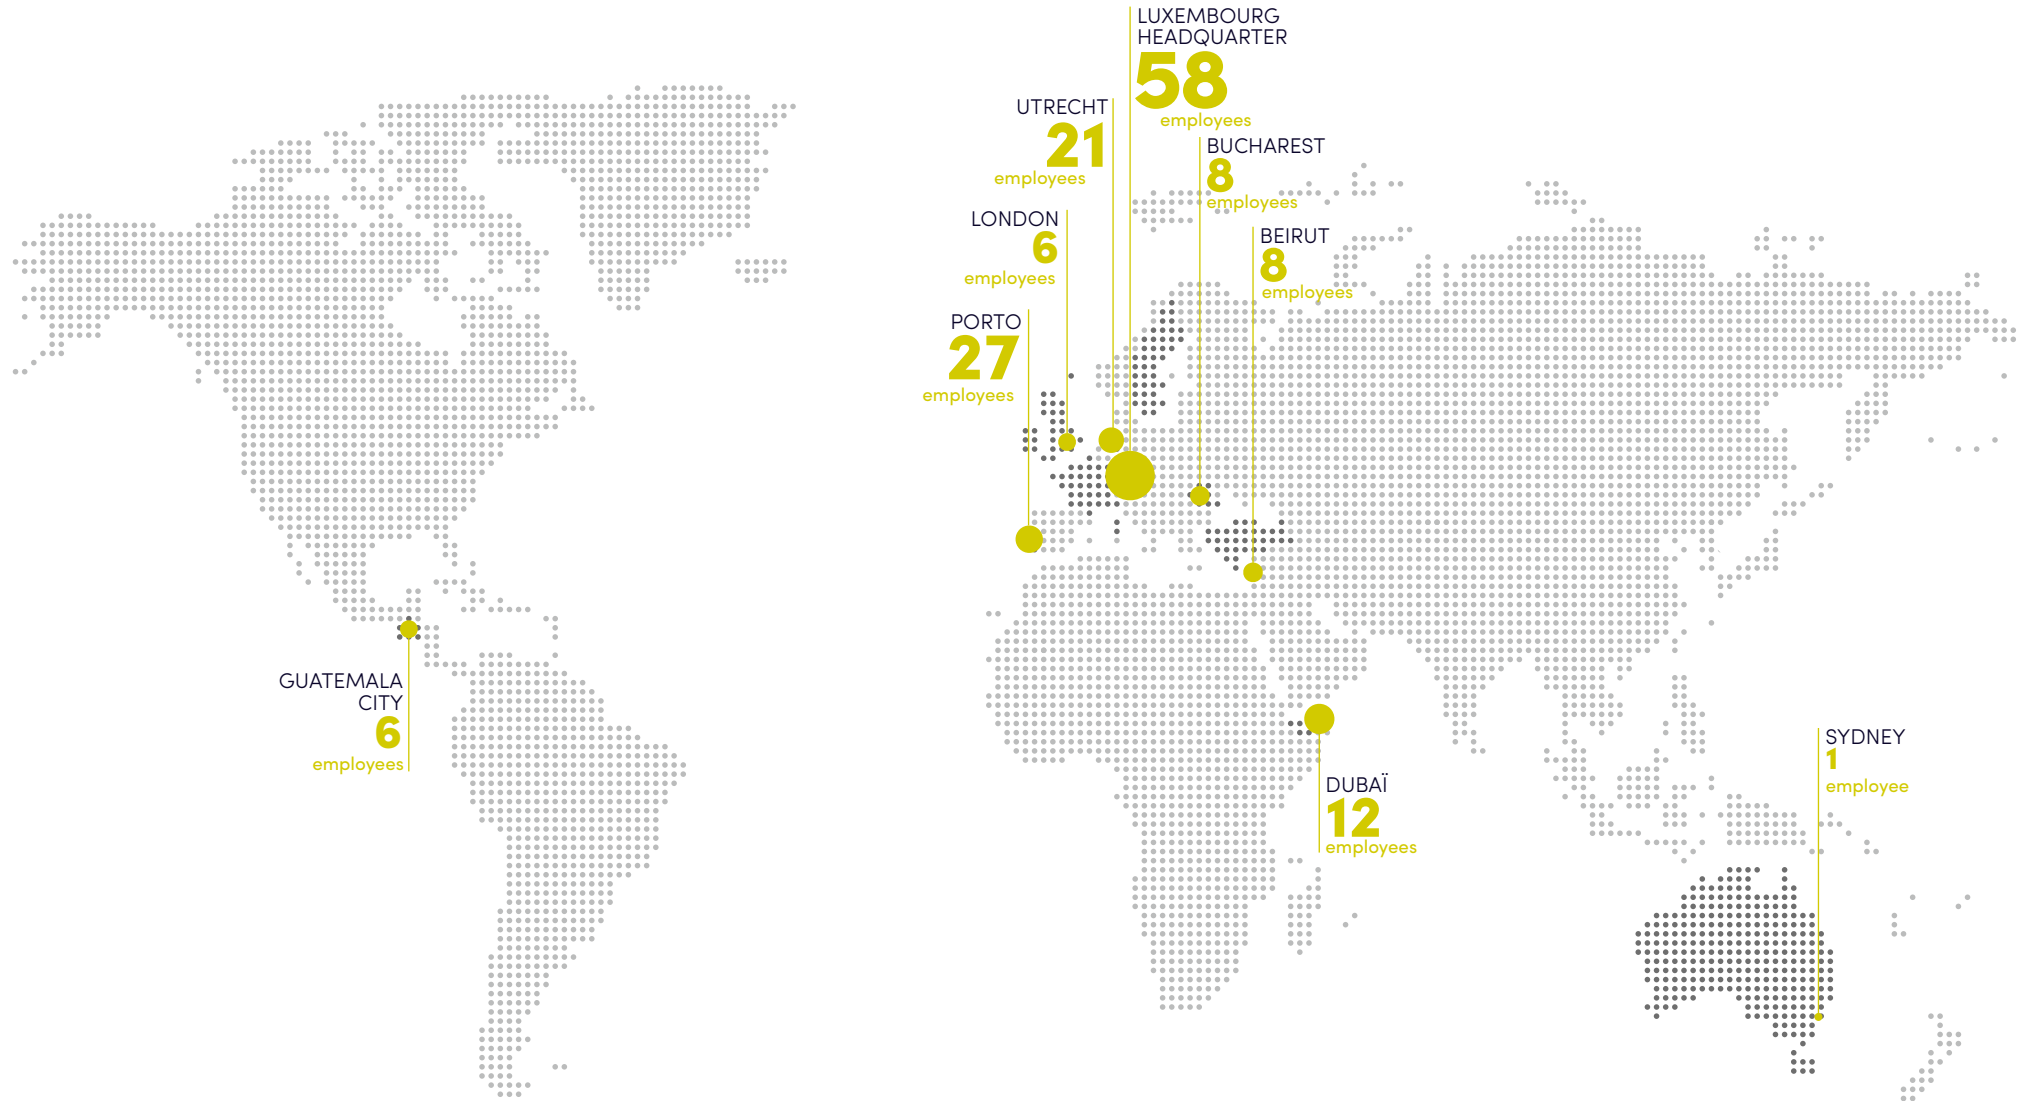 LUXEMBOURG
HEADQUARTER
58
employees
UTRECHT
21
employees
BUCHAREST
8
employees
LONDON
6
employees
BEIRUT
8
employees
PORTO
27
employees
GUATEMALA
CITY
6
employees
DUBAÏ
12
employees
SYDNEY
1
employee